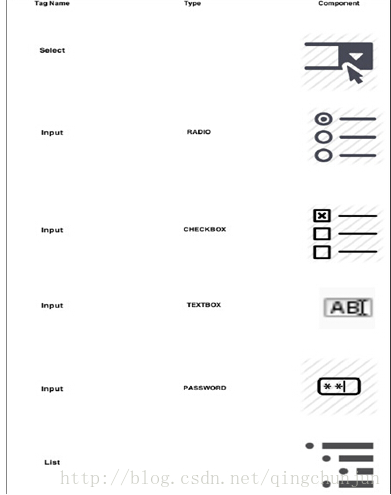 Tag Name Type Component
Select
Input RADIO
Input CHECKBOX
Input TEXTBOX
AB
Input PASSWORD
**
List
http://blog.csdn.net/qingchunjun